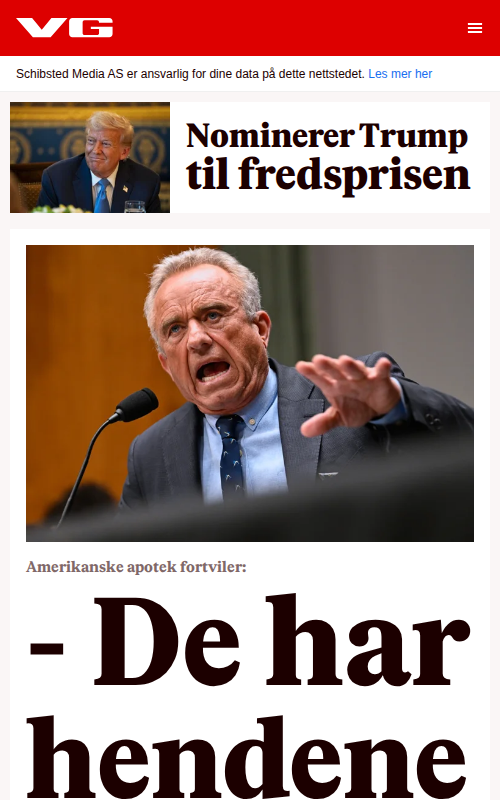 VG
Schibsted Media AS er ansvarlig for dine data på dette nettstedet. Les mer her
Nominerer Trump
til fredsprisen
Amerikanske apotek fortviler:
- De har
hendene